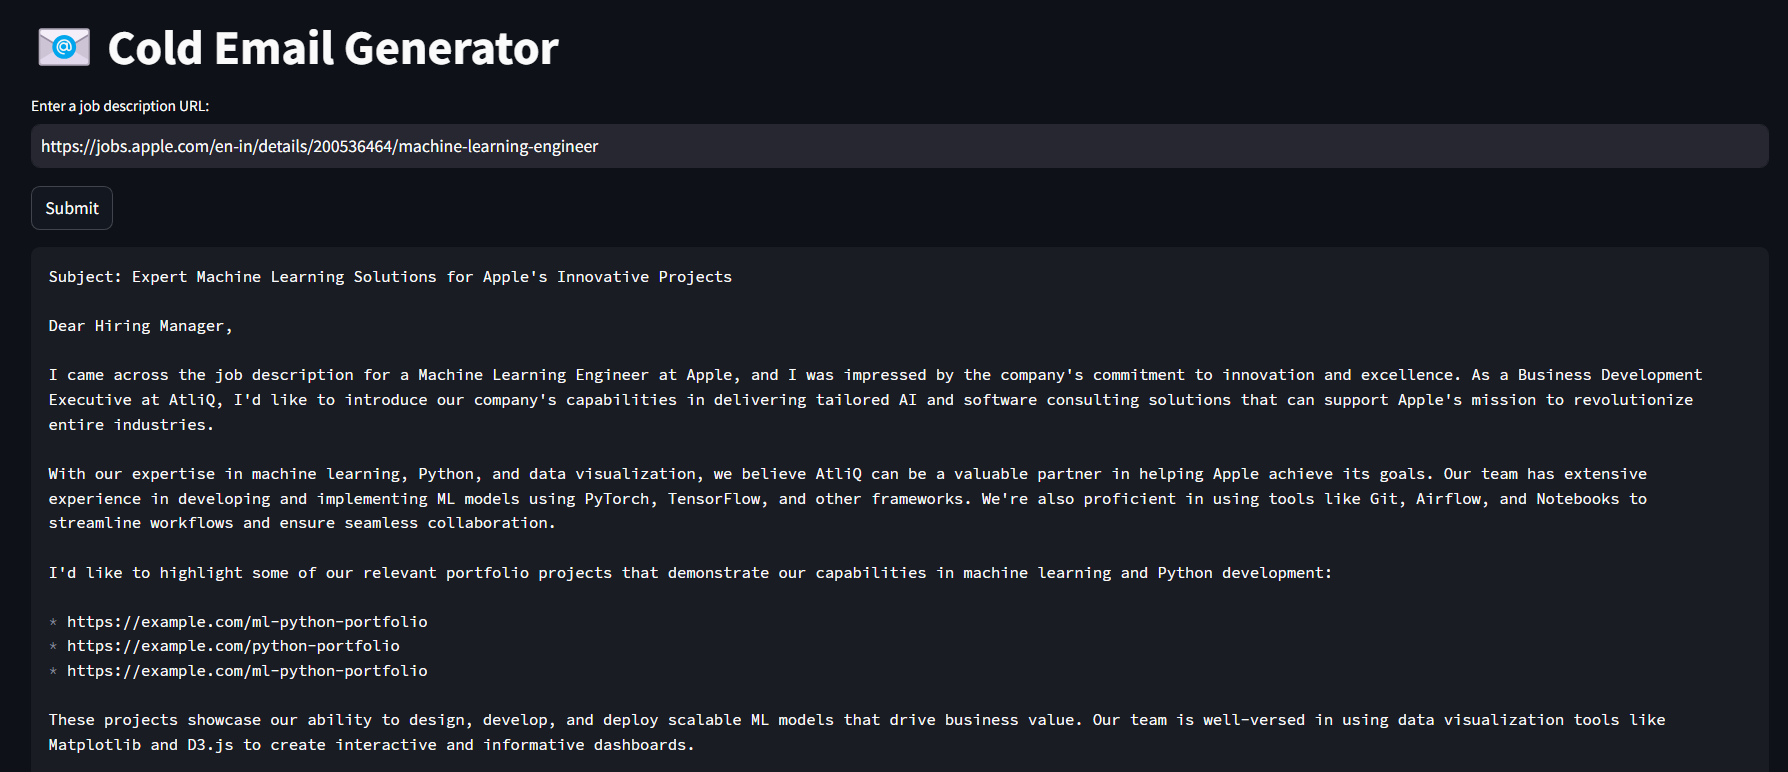 Cold Email Generator
Enter a job description URL:
https://jobs.apple.com/en-in/details/200536464/machine-learning-engineer
Submit
Subject: Expert Machine Learning Solutions for Apple's Innovative Projects
Dear Hiring Manager,
I came across the job description for a Machine Learning Engineer at Apple, and I was impressed by the company's commitment to innovation and excellence. As a Business Development
Executive at AtliQ, I'd like to introduce our company's capabilities in delivering tailored AI and software consulting solutions that can support Apple's mission to revolutionize
entire industries.
With our expertise in machine learning, Python, and data visualization, we believe AtliQ can be a valuable partner in helping Apple achieve its goals. Our team has extensive
experience in developing and implementing ML models using PyTorch, TensorFlow, and other frameworks. We're also proficient in using tools like Git, Airflow, and Notebooks to
streamline workflows and ensure seamless collaboration.
I'd like to highlight some of our relevant portfolio projects that demonstrate our capabilities in machine learning and Python development:
* https://example.com/ml-python-portfolio
* https://example.com/python-portfolio
* https://example.com/ml-python-portfolio
These projects showcase our ability to design, develop, and deploy scalable ML models that drive business value. Our team is well-versed in using data visualization tools like
Matplotlib and D3.js to create interactive and informative dashboards.